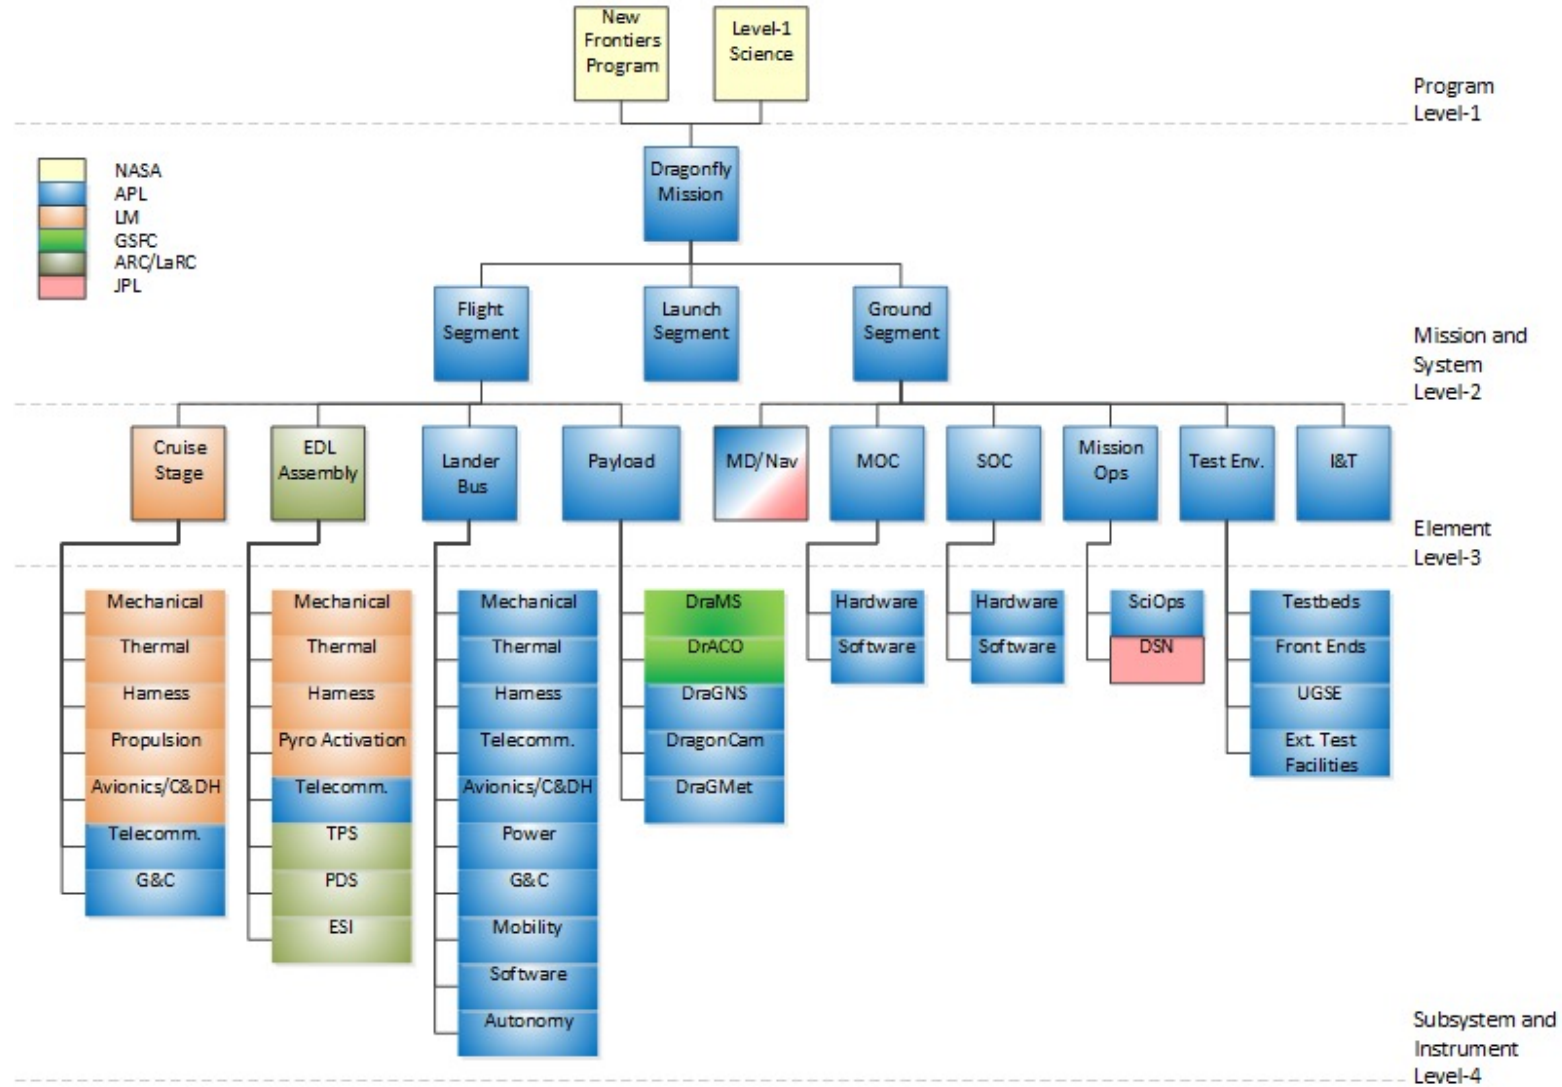 New
Frontiers
Program
Level-1
Science
Program
Level-1
NASA
APL
LM
GSFC
ARC/LaRC
JPL
Dragonfly
Mission
Flight
Segment
Launch
Segment
Ground
Segment
Mission and
System
Level-2
Cruise
Stage
EDL
Assembly
Lander
Bus
Payload
MD/Nav
MOC
SOC
Mission
Ops
Test Env.
I&T
Element
Level-3
Mechanical
Thermal
Harness
Propulsion
Avionics/C&DH
Telecomm.
G&C
Mechanical
Thermal
Harness
Pyro Activation
Telecomm.
TPS
PDS
ESI
Mechanical
Thermal
Harness
Telecomm.
Avionics/C&DH
Power
G&C
Mobility
Software
Autonomy
DraMS
DrACO
DraGNS
DragonCam
DraGMet
Hardware
Software
Hardware
Software
SciOps
DSN
Testbeds
Front Ends
UGSE
Ext. Test
Facilities
Subsystem and
Instrument
Level-4